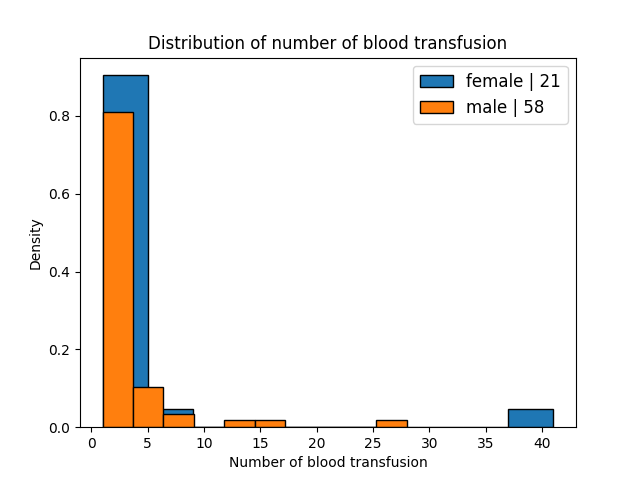 Distribution of number of blood transfusion
female | 21
male | 58
0.8
0.6
0.4
0.2
0.0
Density
0 5 10 15 20 25 30 35 40
Number of blood transfusion